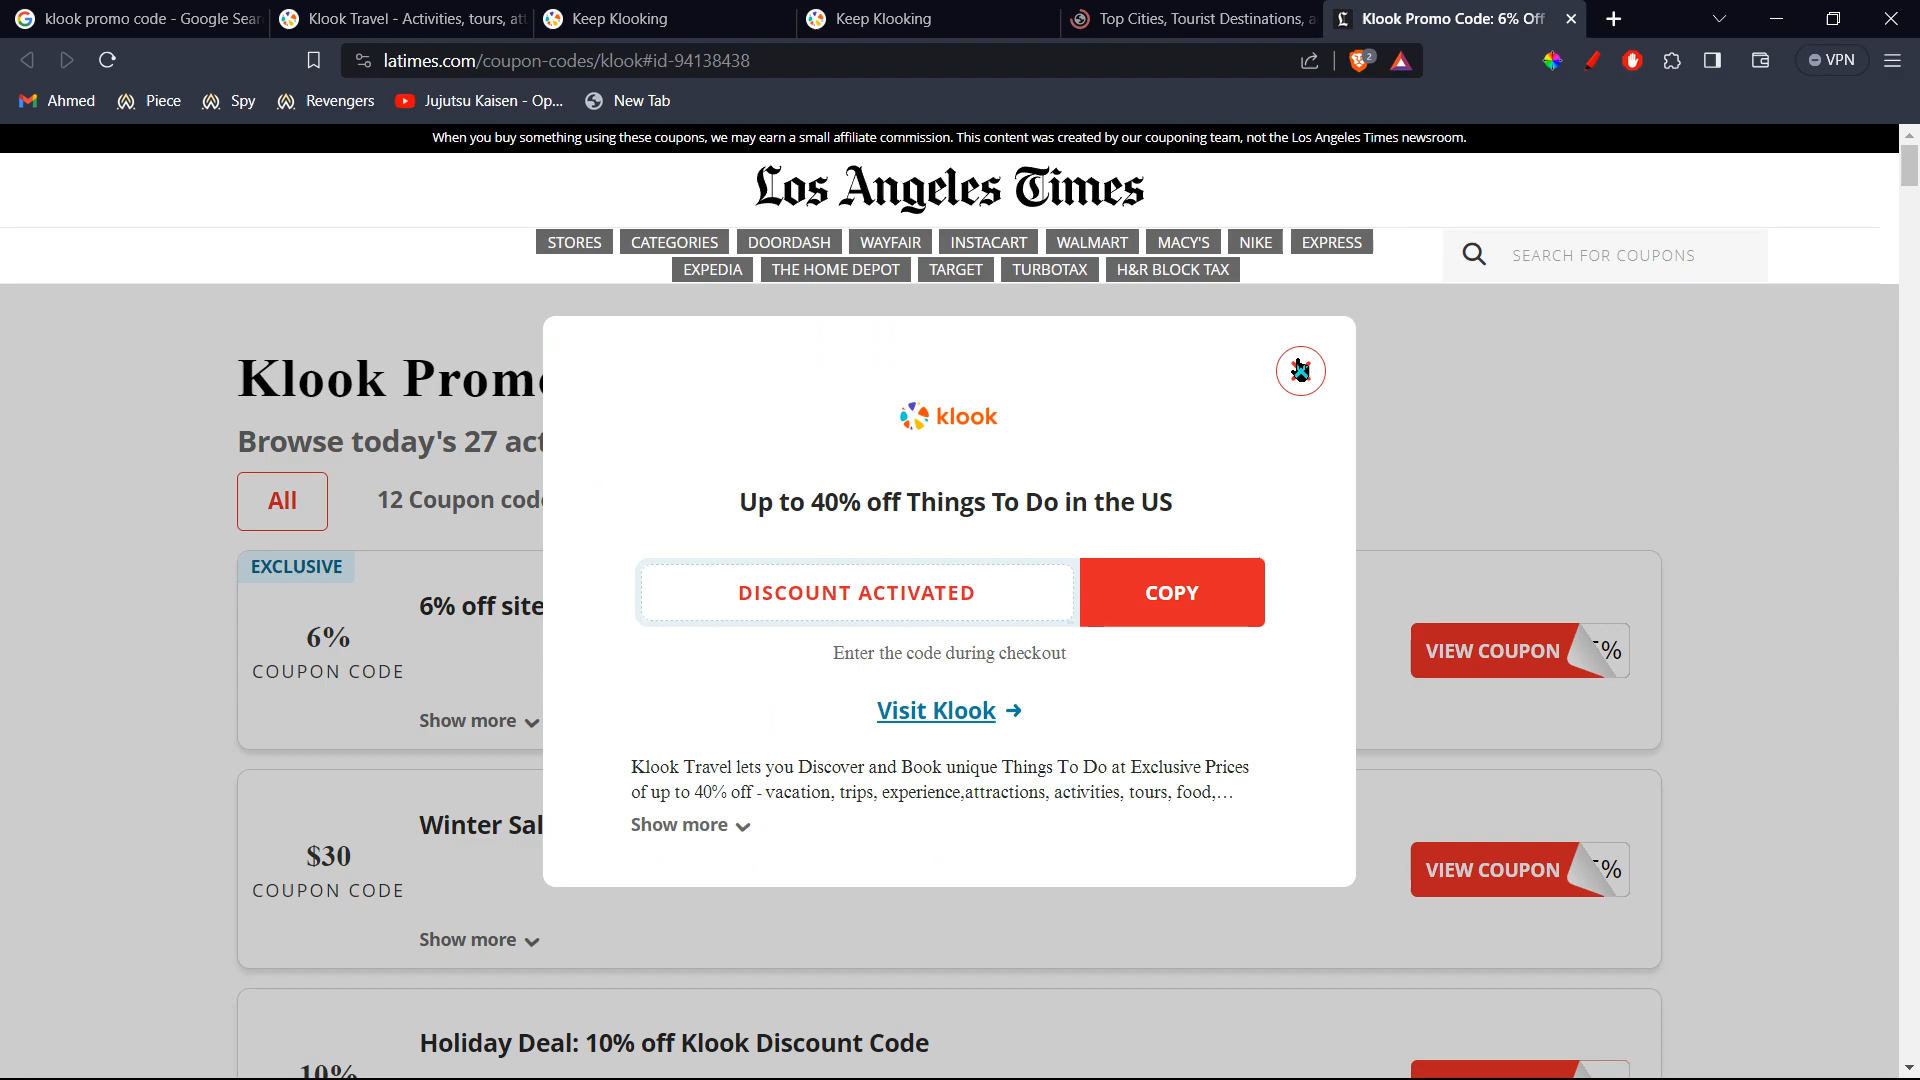 klook promo code - Google Sear
Klook Travel - Activities, tours, att
Keep Klooking
Keep Klooking
Top Cities, Tourist Destinations, a
Klook Promo Code: 6% Off
latimes.com/coupon-codes/klook#id-94138438
2
VPN
Ahmed
Piece
Spy
Revengers
Jujutsu Kaisen - Op...
New Tab
When you buy something using these coupons, we may earn a small affiliate commission. This content was created by our couponing team, not the Los Angeles Times newsroom.
Los Angeles Times
STORES CATEGORIES DOORDASH WAYFAIR INSTACART WALMART MACY'S NIKE EXPRESS
EXPEDIA THE HOME DEPOT TARGET TURBOTAX H&R BLOCK TAX
SEARCH FOR COUPONS
Klook Promo
Browse today's 27 act
All
12 Coupon code
EXCLUSIVE
6%
COUPON CODE
6% off site
Show more
VIEW COUPON
%
$30
COUPON CODE
Winter Sal
Show more
VIEW COUPON
5%
10%
Holiday Deal: 10% off Klook Discount Code
klook
Up to 40% off Things To Do in the US
DISCOUNT ACTIVATED
COPY
Enter the code during checkout
Visit Klook →
Klook Travel lets you Discover and Book unique Things To Do at Exclusive Prices
of up to 40% off - vacation, trips, experience,attractions, activities, tours, food,...
Show more